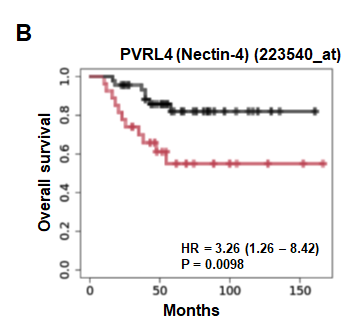 B
PVRL4 (Nectin-4) (223540_at)
Overall survival
1.0
0.8
0.6
0.4
0.2
0.0
HR = 3.26 (1.26 – 8.42)
P = 0.0098
0 50 100 150
Months